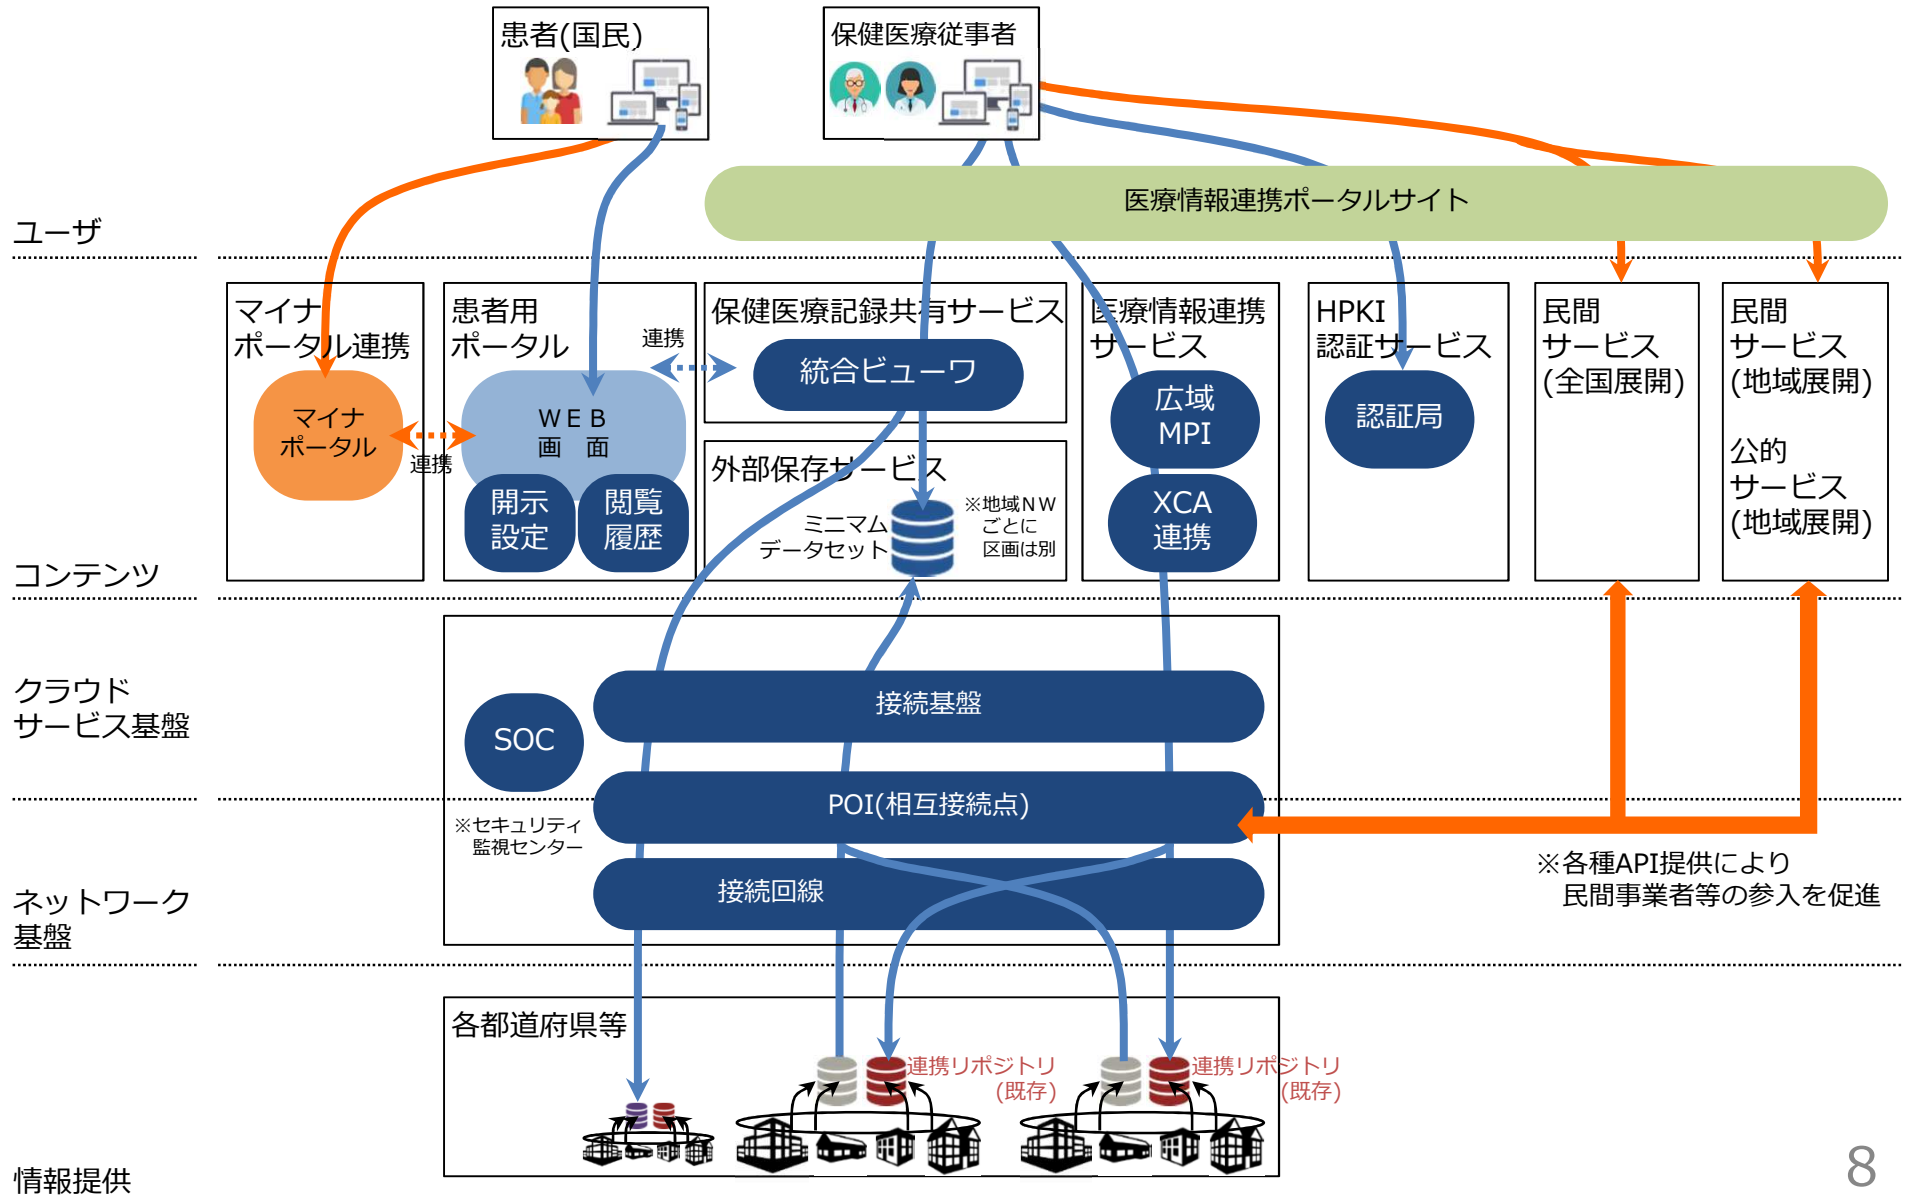 患者(国民)
保健医療従事者
医療情報連携ポータルサイト
ユーザ
マイナ
ポータル連携
マイナ
ポータル
連携
患者用
ポータル
ＷＥＢ
画　面
開示
設定
閲覧
履歴
連携
保健医療記録共有サービス
統合ビューワ
外部保存サービス
ミニマム
データセット
※地域ＮＷ
ごとに
区画は別
医療情報連携
サービス
広域
MPI
XCA
連携
HPKI
認証サービス
認証局
民間
サービス
(全国展開)
民間
サービス
(地域展開)
公的
サービス
(地域展開)
コンテンツ
クラウド
サービス基盤
SOC
接続基盤
POI(相互接続点)
※セキュリティ
監視センター
接続回線
※各種API提供により
民間事業者等の参入を促進
ネットワーク
基盤
各都道府県等
連携リポジトリ
(既存)
連携リポジトリ
(既存)
情報提供
8